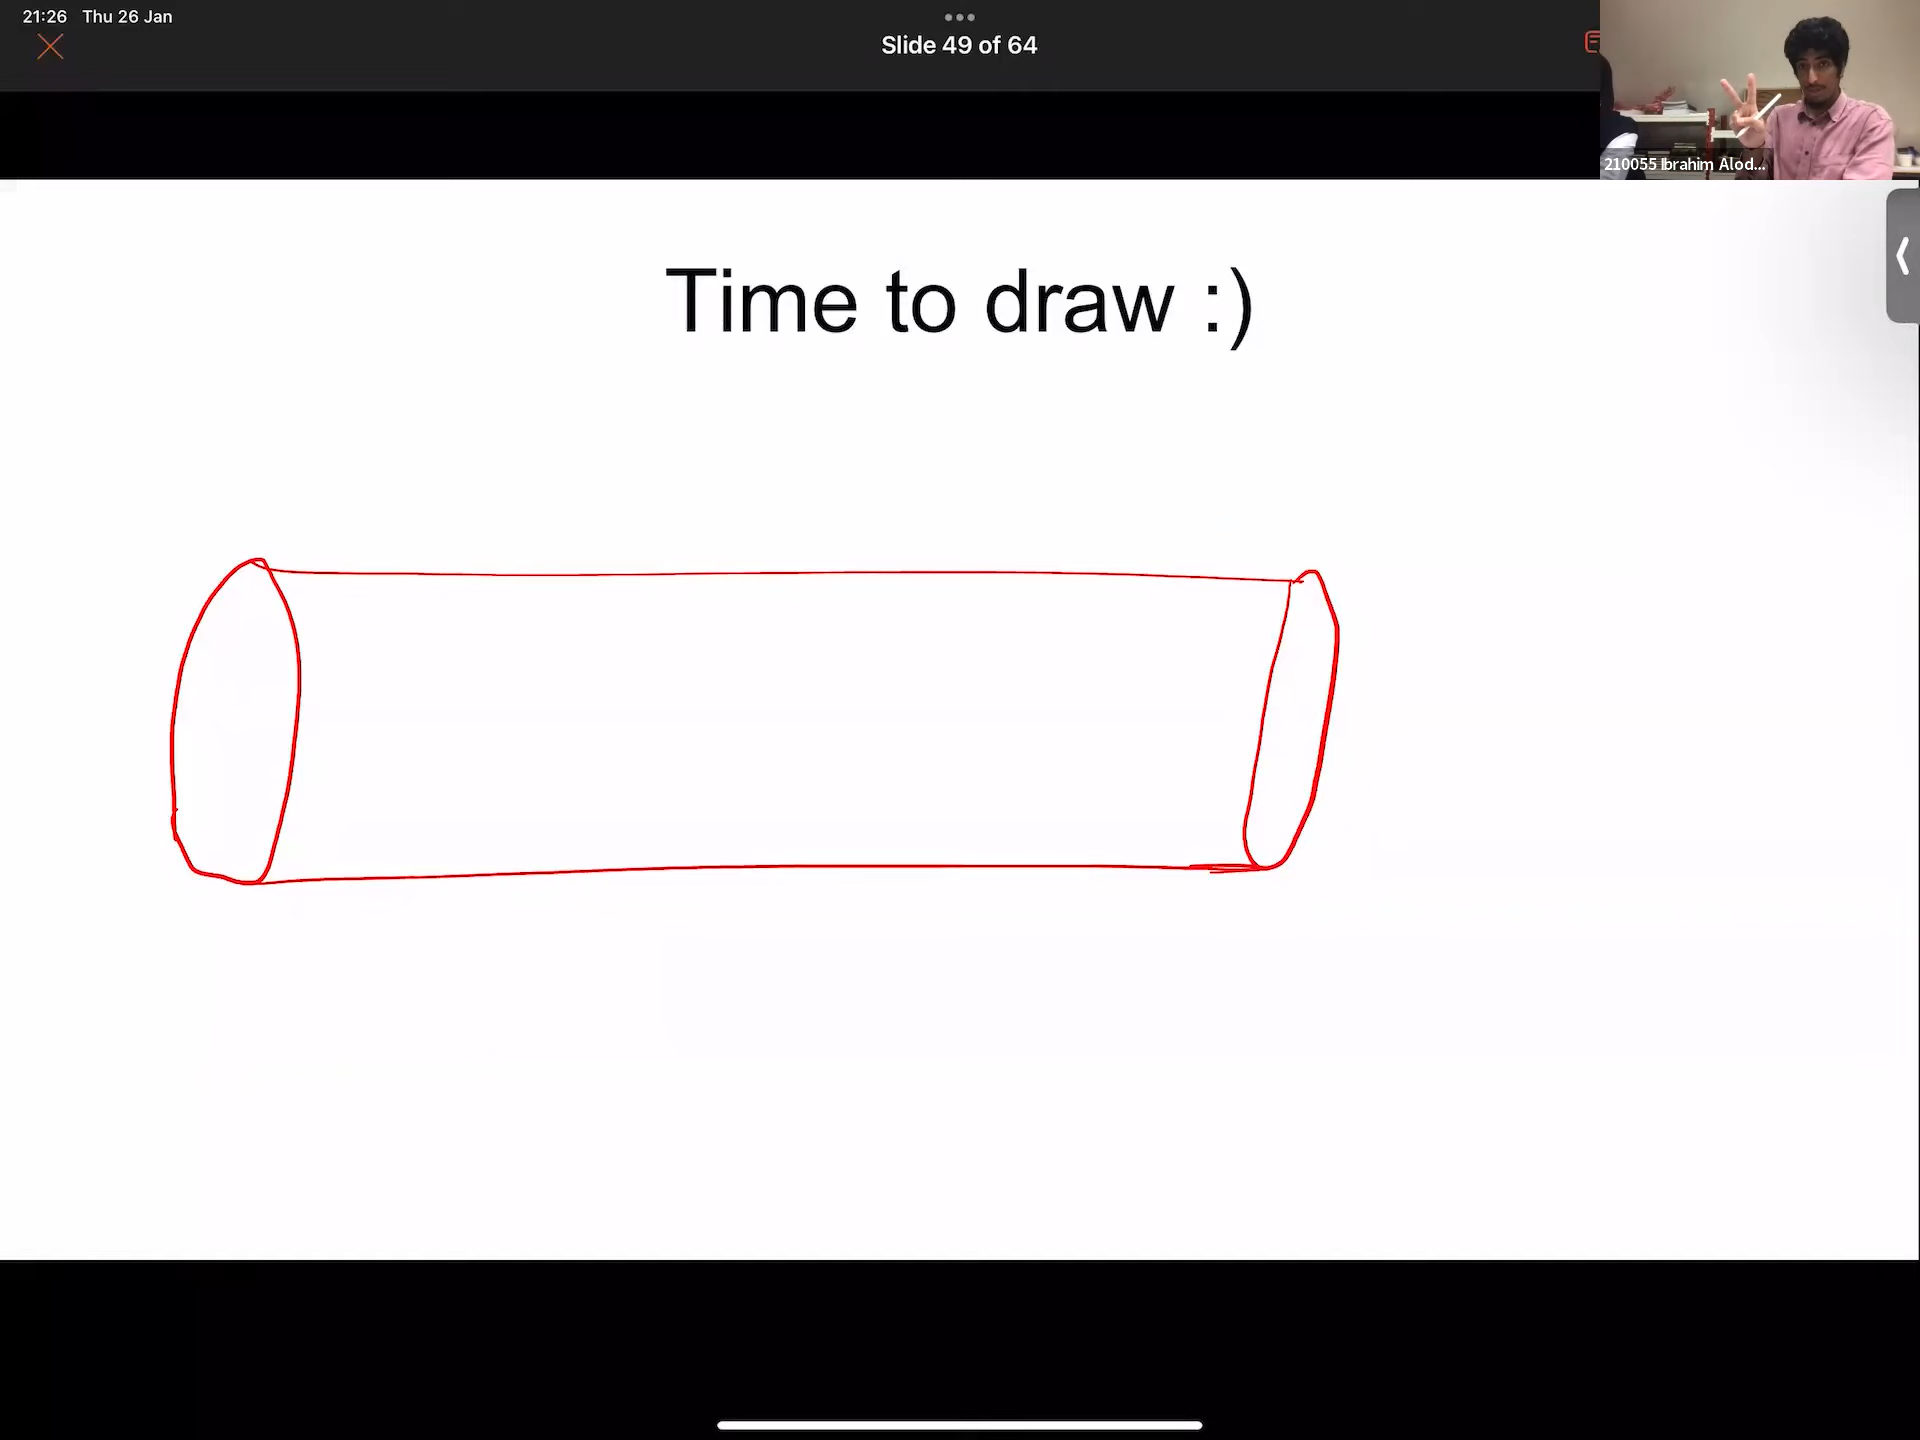 21:26 Thu 26 Jan
Slide 49 of 64
210055 Ibrahim Alod...
Time to draw :)